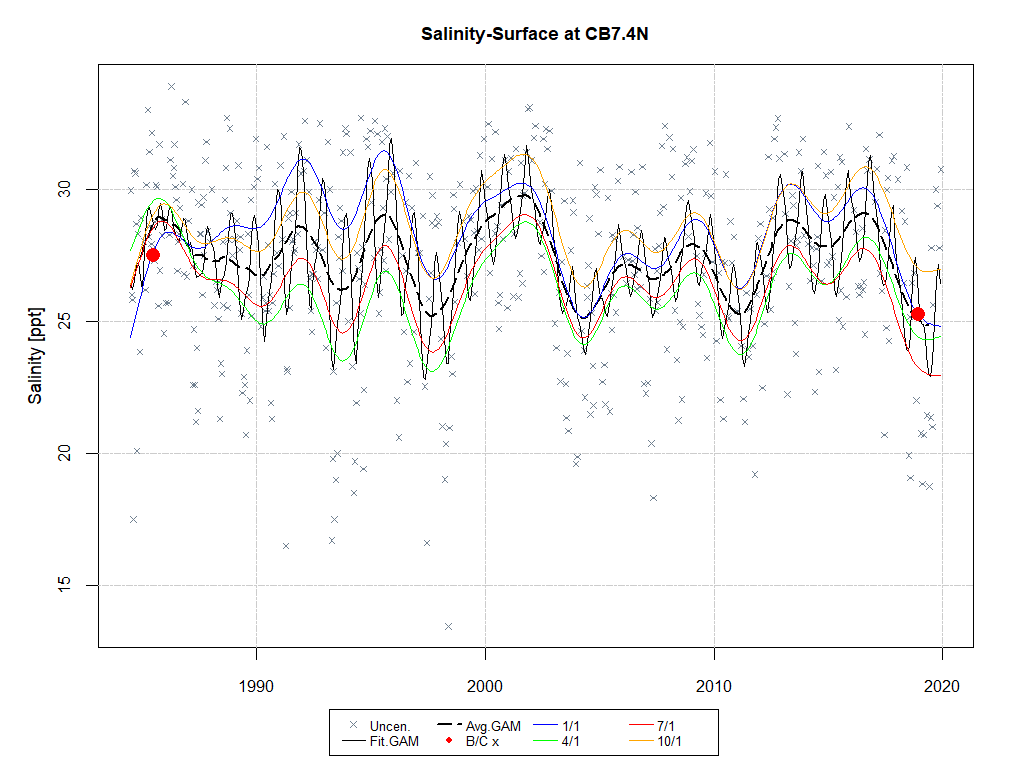 Salinity-Surface at CB7.4N
Salinity [ppt]
30
25
20
15
1990 2000 2010 2020
Uncen. Avg.GAM 1/1 7/1
Fit.GAM B/C x 4/1 10/1